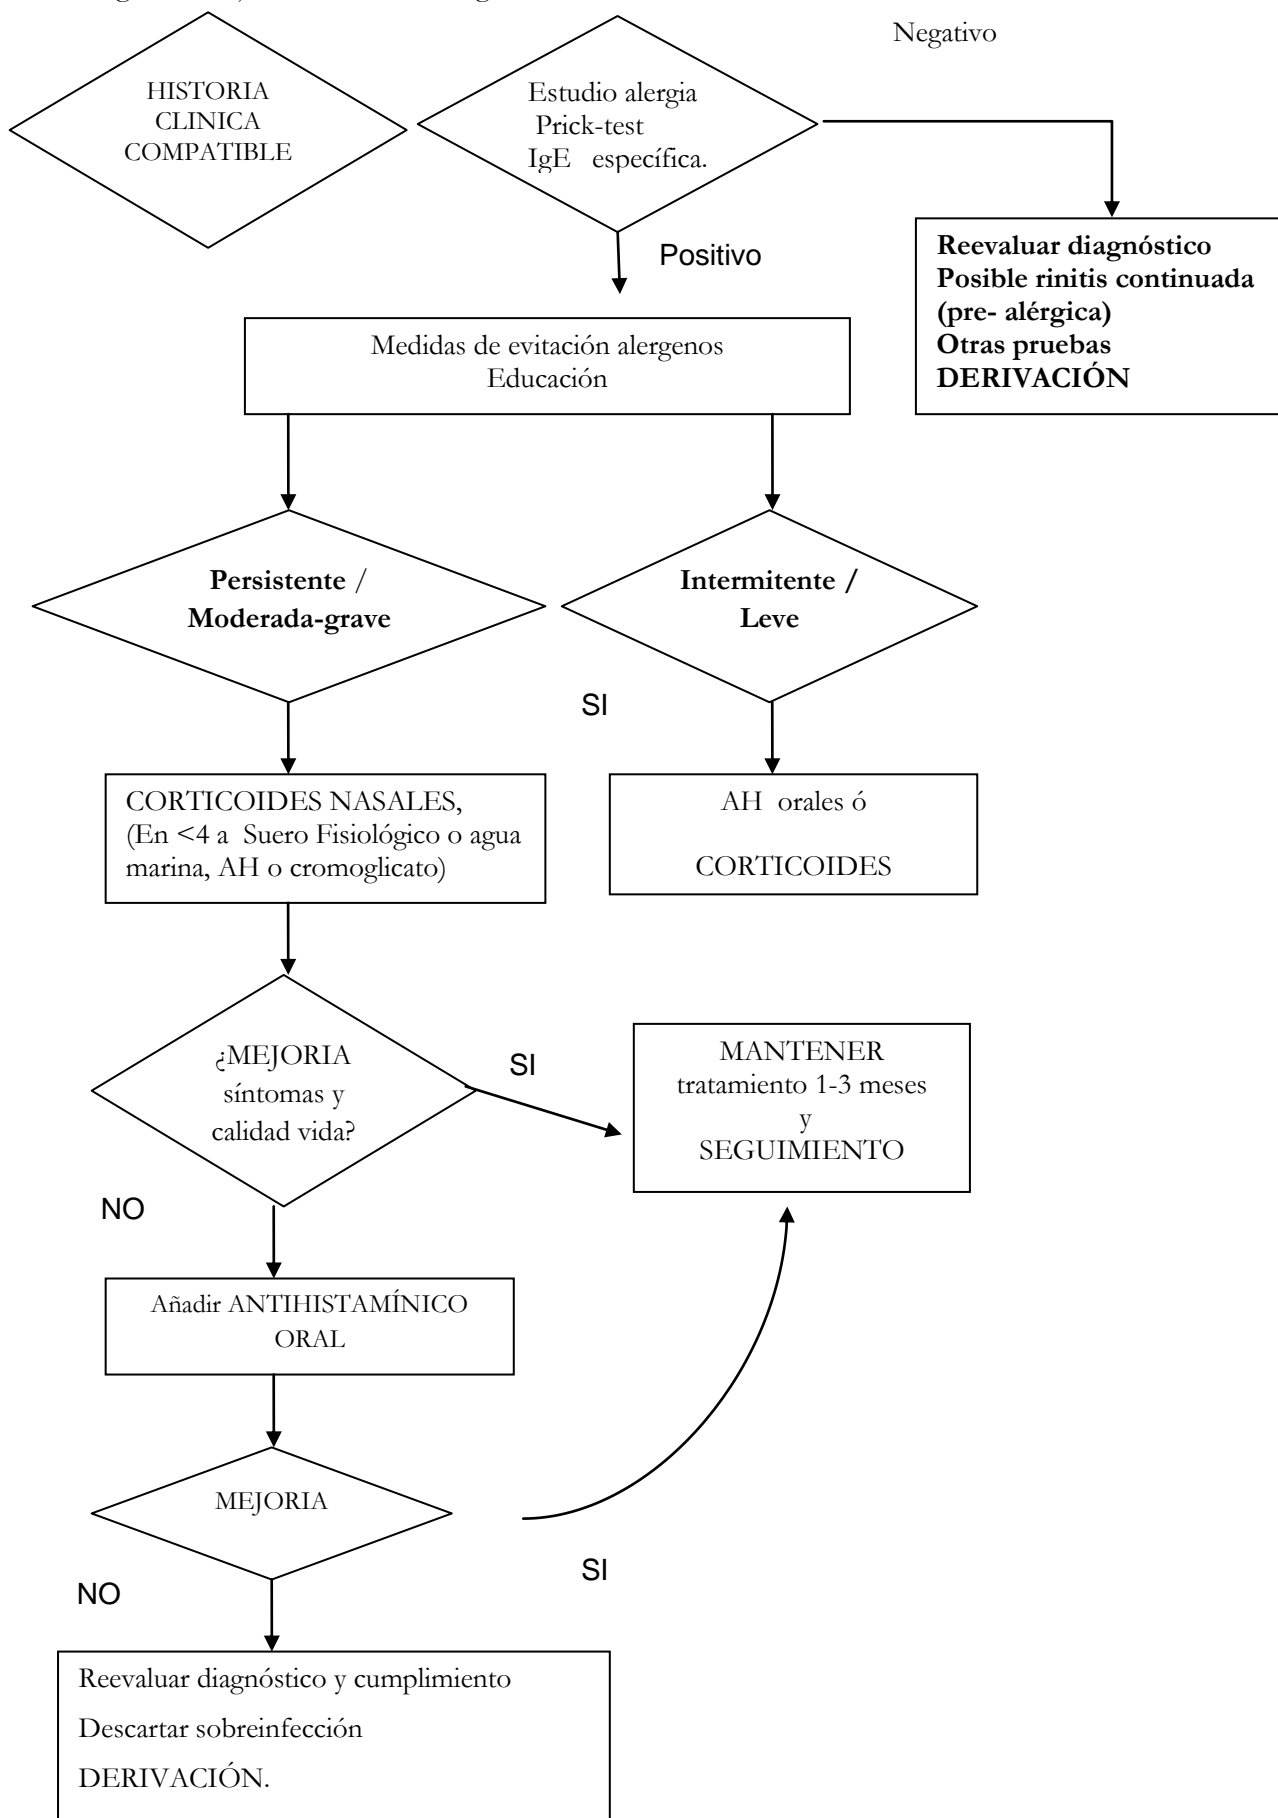 Negativo
HISTORIA
CLINICA
COMPATIBLE
Estudio alergia
Prick-test
IgE específica.
Positivo
Reevaluar diagnóstico
Posible rinitis continuada
(pre- alérgica)
Otras pruebas
DERIVACIÓN
Medidas de evitación alergenos
Educación
Persistente /
Moderada-grave
Intermitente /
Leve
SI
CORTICOIDES NASALES,
(En <4 a Suero Fisiológico o agua
marina, AH o cromoglicato)
AH orales ó
CORTICOIDES
¿MEJORIA
síntomas y
calidad vida?
SI
MANTENER
tratamiento 1-3 meses
y
SEGUIMIENTO
NO
Añadir ANTIHISTAMÍNICO
ORAL
MEJORIA
SI
NO
Reevaluar diagnóstico y cumplimiento
Descartar sobreinfección
DERIVACIÓN.